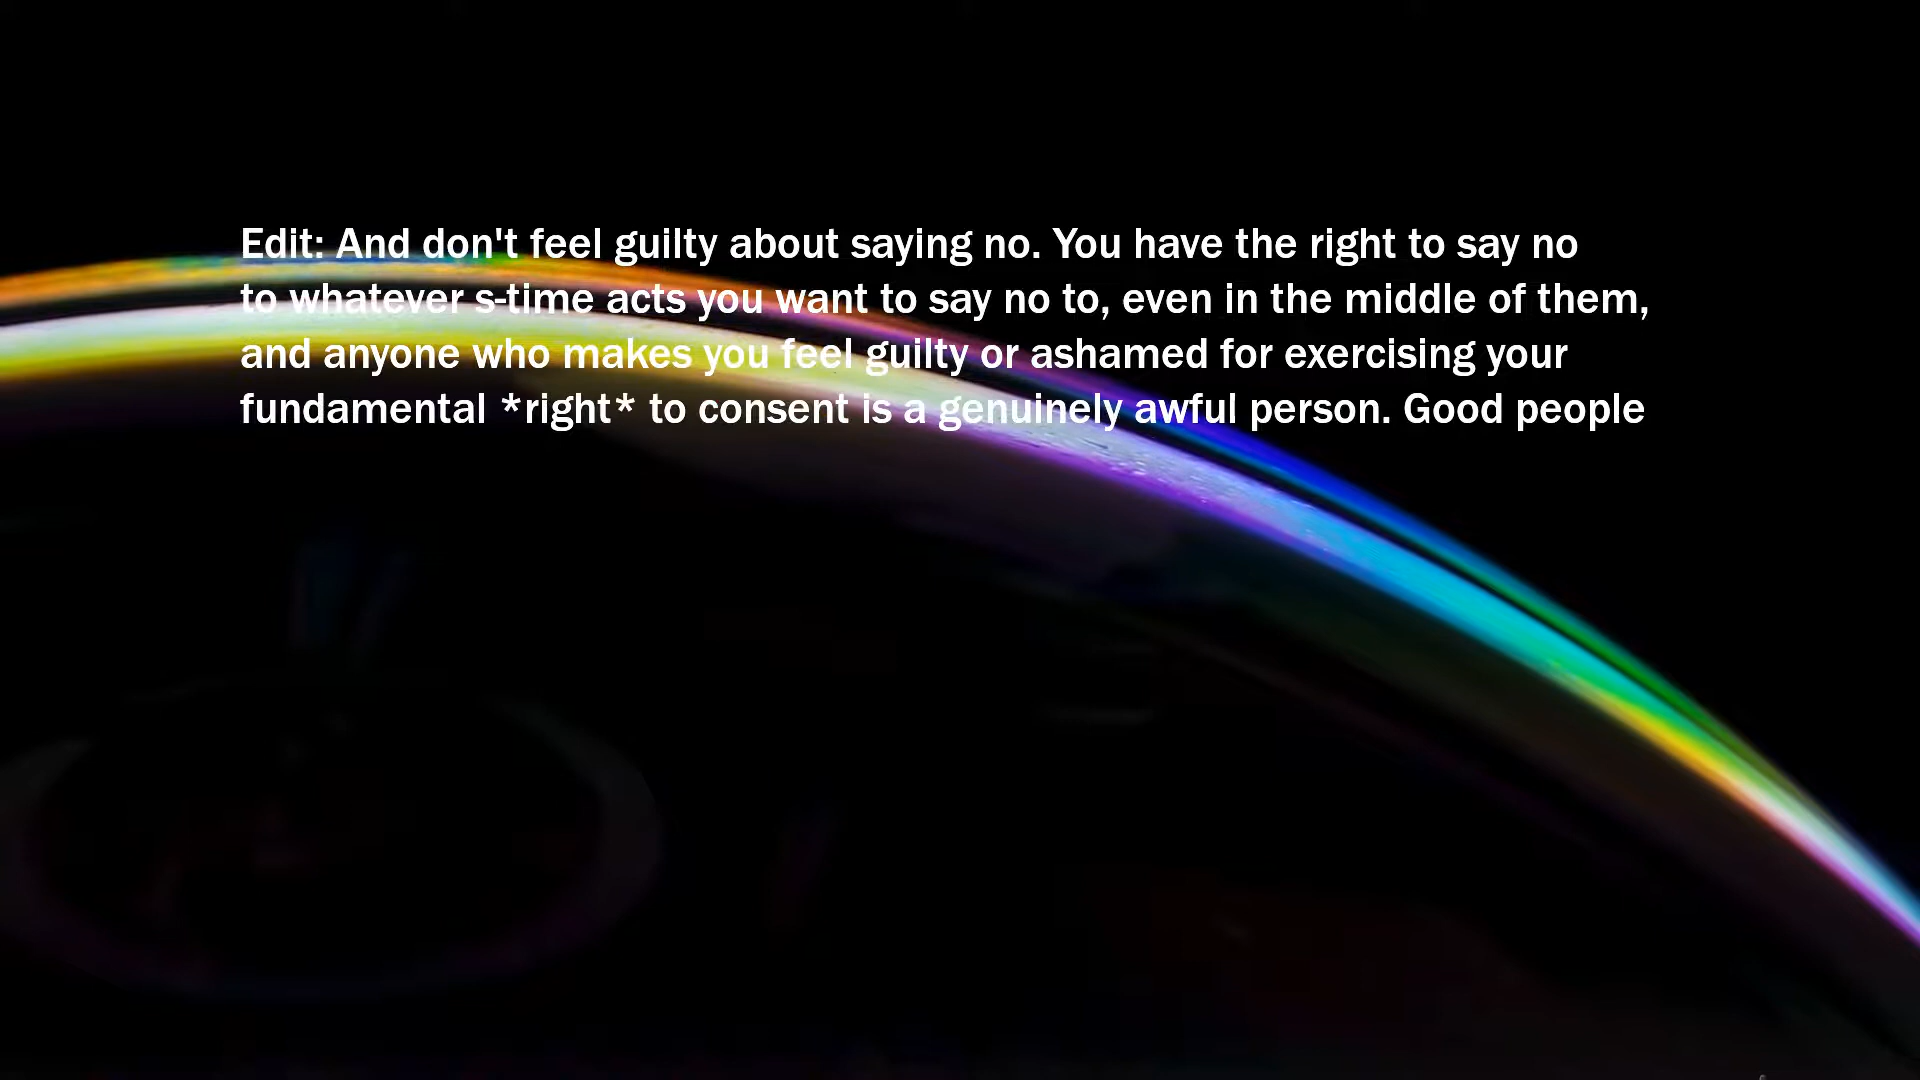 Edit: And don't feel guilty about saying no. You have the right to say no
to whatever s-time acts you want to say no to, even in the middle of them,
and anyone who makes you feel guilty or ashamed for exercising your
fundamental *right* to consent is a genuinely awful person. Good people